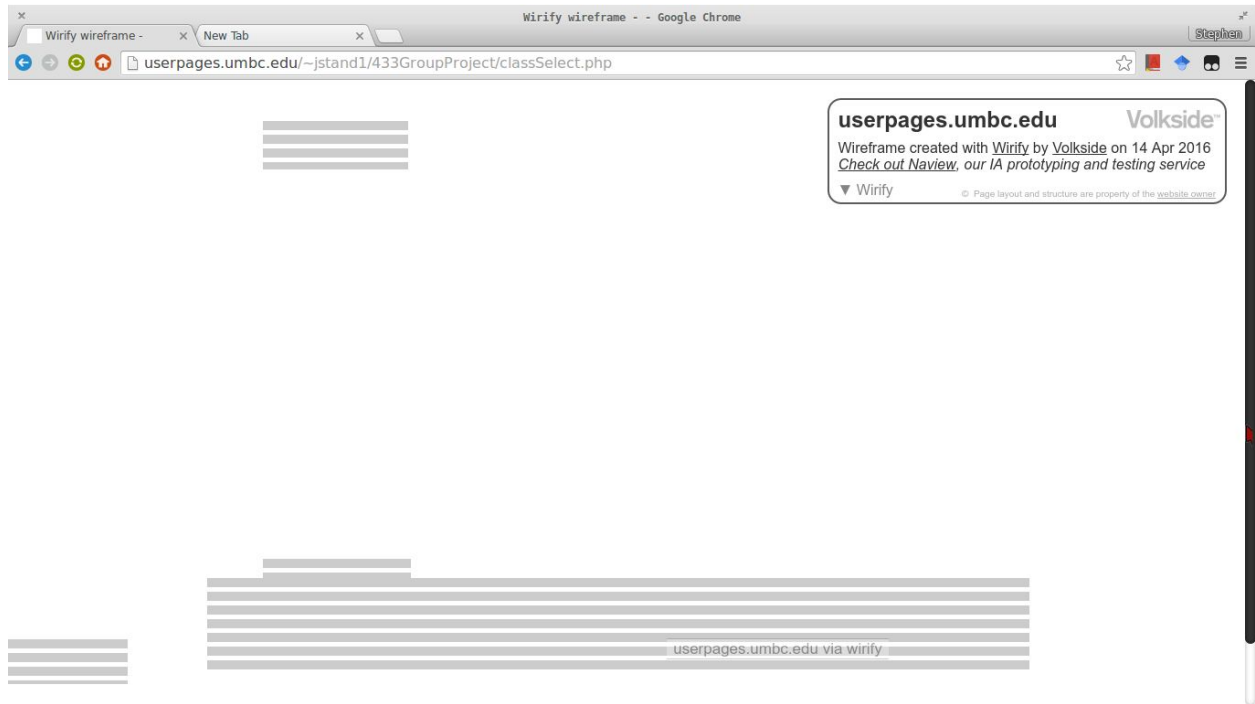 Wirify wireframe - - Google Chrome
Wirify wireframe -
New Tab
Stephen
userpages.umbc.edu/~jstand1/433GroupProject/classSelect.php
userpages.umbc.edu
Volkside™
Wireframe created with Wirify by Volkside on 14 Apr 2016
Check out Naview, our IA prototyping and testing service
▼ Wirify
© Page layout and structure are property of the website owner
userpages.umbc.edu via wirify